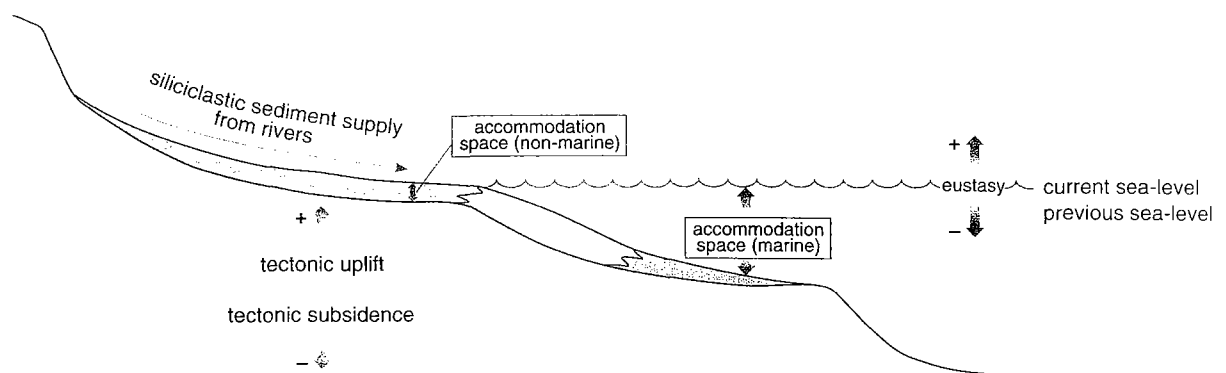 siliciclastic sediment supply
from rivers
accommodation
space (non-marine)
+
eustasy
current sea-level
previous sea-level
−
+
accommodation
space (marine)
tectonic uplift
tectonic subsidence
−